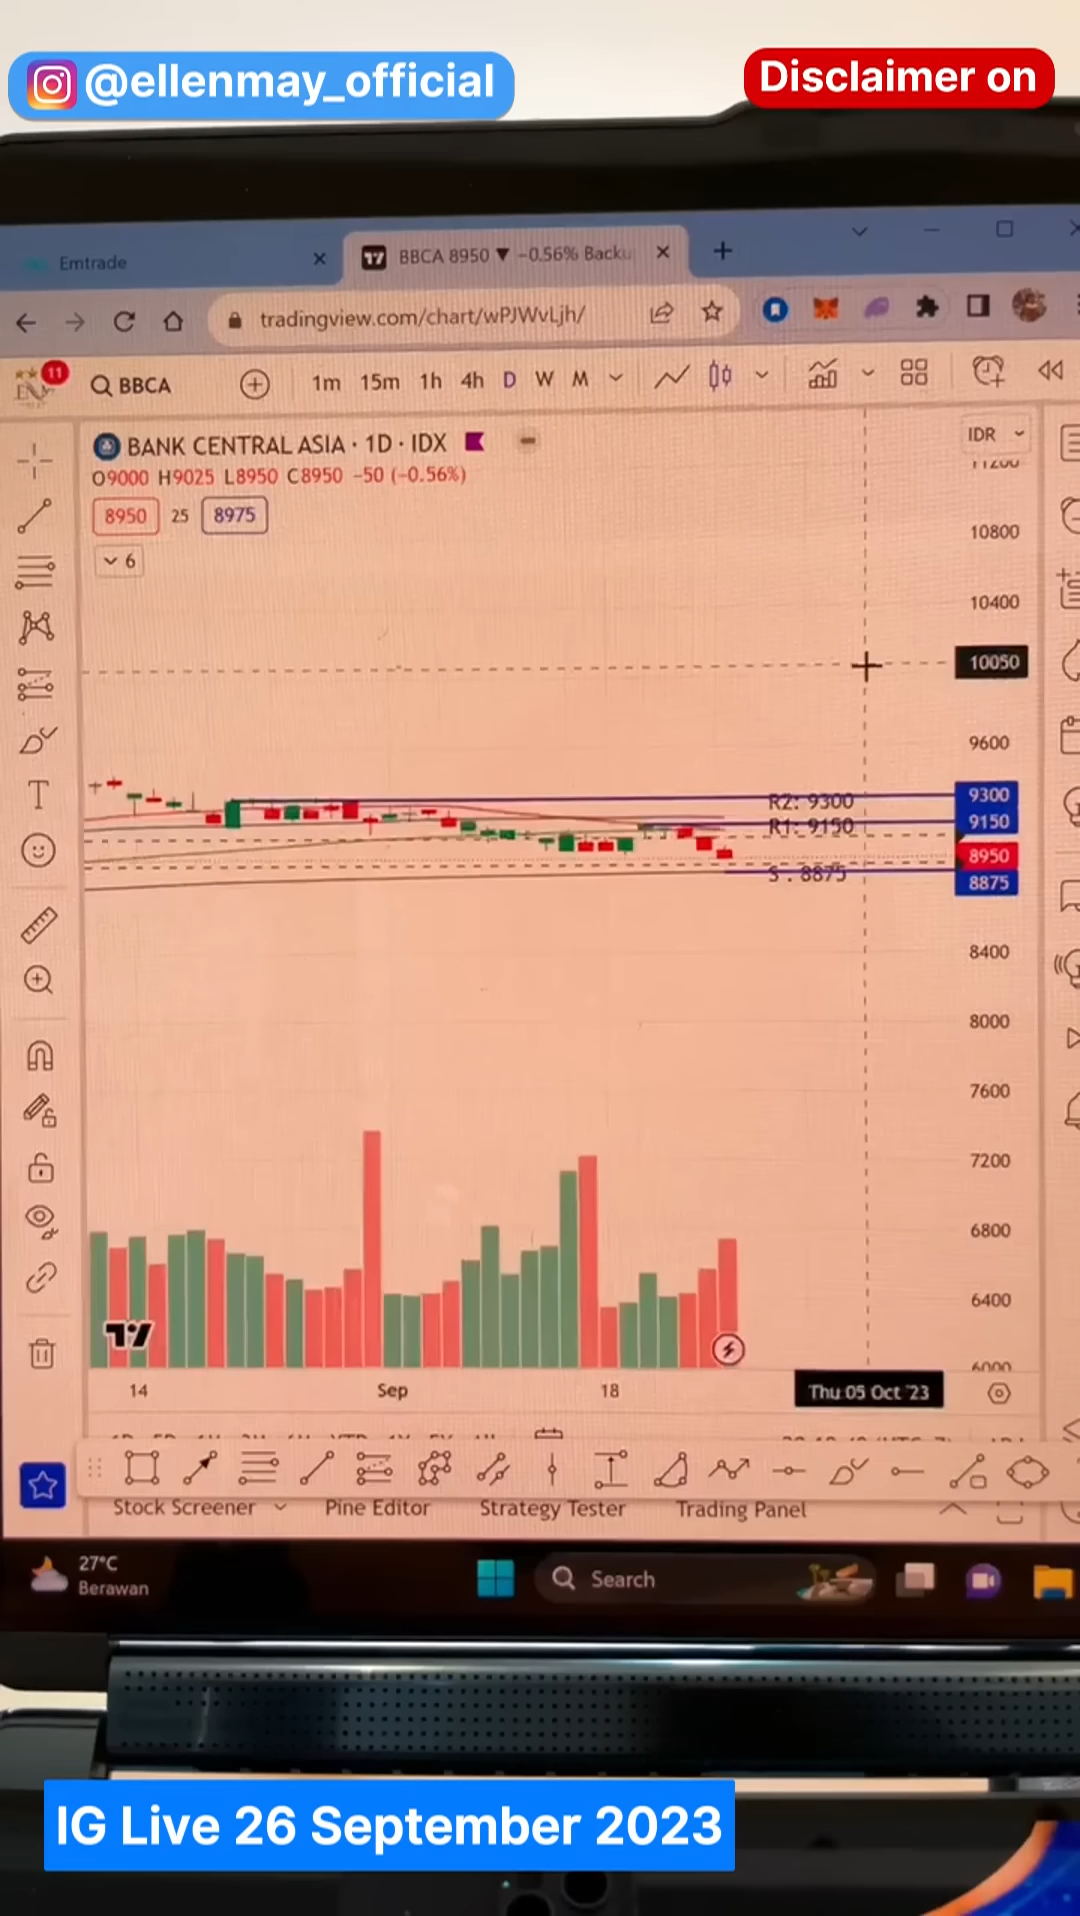 @ellenmay_official
Disclaimer on
Emtrade
BBCA 8950 ▼ −0.56% Backu
tradingview.com/chart/wPJWvLjh/
11
BBCA
1m 15m 1h 4h D W M
BANK CENTRAL ASIA · 1D · IDX
IDR
O9000 H9025 L8950 C8950 −50 (−0.56%)
8950 25 8975
6
11200
10800
10400
10050
9600
R2: 9300
9300
R1: 9150
9150
8950
S : 8875
8875
8400
8000
7600
7200
6800
6400
6000
14 Sep 18 Thu 05 Oct '23
Stock Screener Pine Editor Strategy Tester Trading Panel
27°C
Berawan
Search
IG Live 26 September 2023